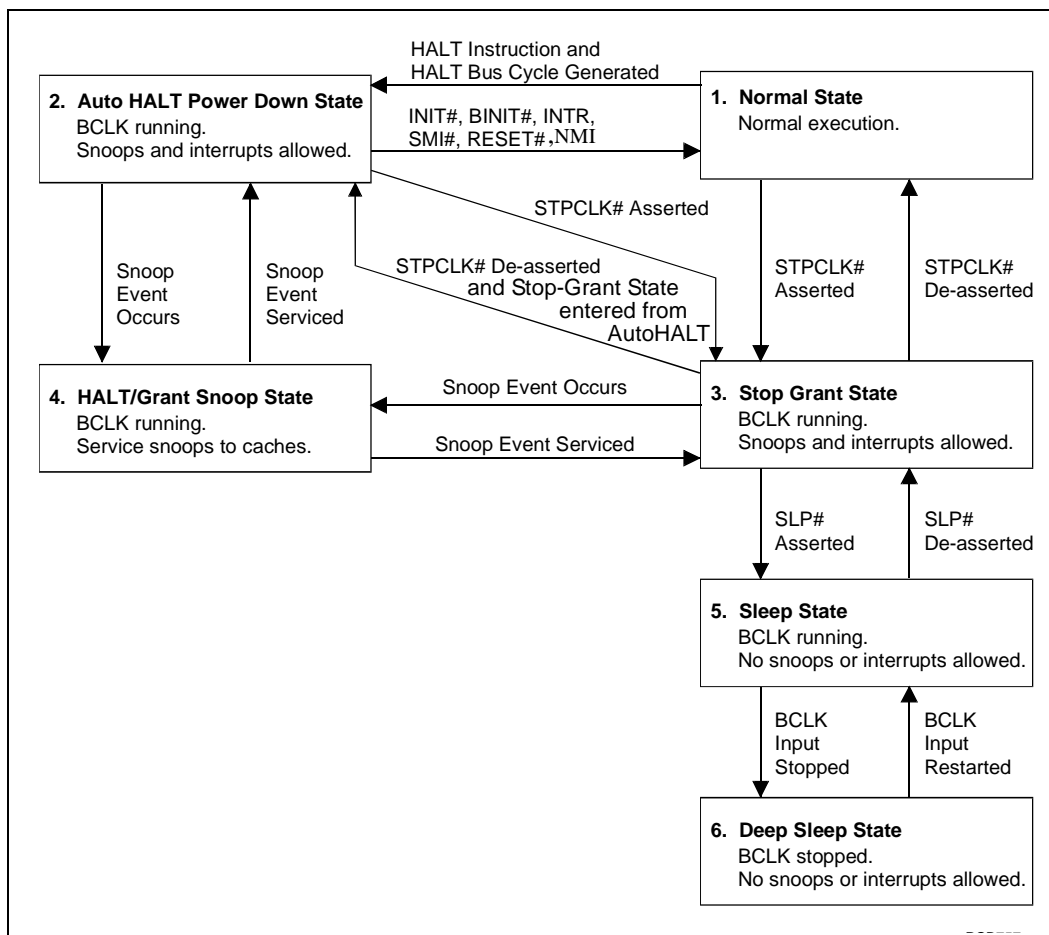 HALT Instruction and
HALT Bus Cycle Generated
2. Auto HALT Power Down State
BCLK running.
Snoops and interrupts allowed.
INIT#, BINIT#, INTR,
SMI#, RESET#,NMI
1. Normal State
Normal execution.
STPCLK# Asserted
STPCLK# De-asserted
and Stop-Grant State
entered from
AutoHALT
Snoop
Event
Occurs
Snoop
Event
Serviced
STPCLK#
Asserted
STPCLK#
De-asserted
4. HALT/Grant Snoop State
BCLK running.
Service snoops to caches.
Snoop Event Occurs
Snoop Event Serviced
3. Stop Grant State
BCLK running.
Snoops and interrupts allowed.
SLP#
Asserted
SLP#
De-asserted
5. Sleep State
BCLK running.
No snoops or interrupts allowed.
BCLK
Input
Stopped
BCLK
Input
Restarted
6. Deep Sleep State
BCLK stopped.
No snoops or interrupts allowed.